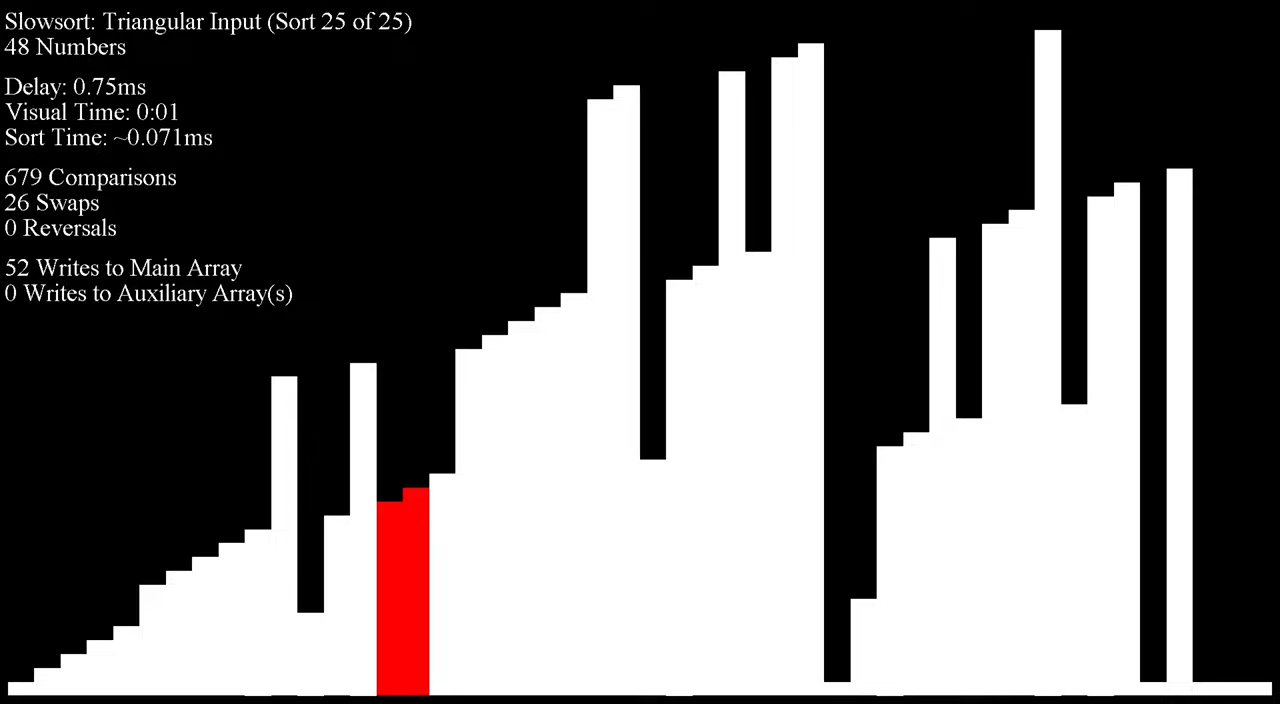 Slowsort: Triangular Input (Sort 25 of 25)
48 Numbers
Delay: 0.75ms
Visual Time: 0:01
Sort Time: ~0.071ms
679 Comparisons
26 Swaps
0 Reversals
52 Writes to Main Array
0 Writes to Auxiliary Array(s)